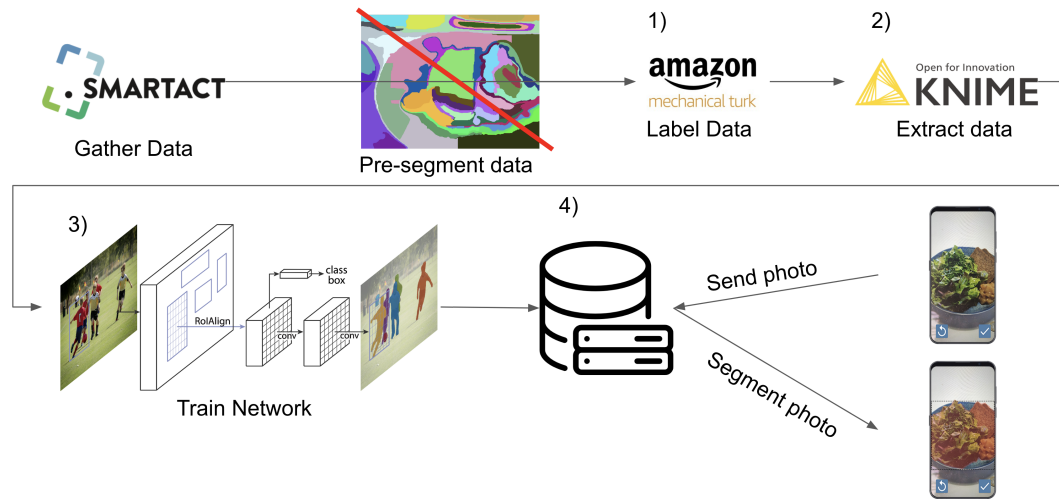 1)
2)
SMARTACT
amazon
mechanical turk
Open for Innovation
KNIME
Gather Data
Pre-segment data
Label Data
Extract data
3)
4)
class
box
RoIAlign
conv
conv
Train Network
Send photo
Segment photo